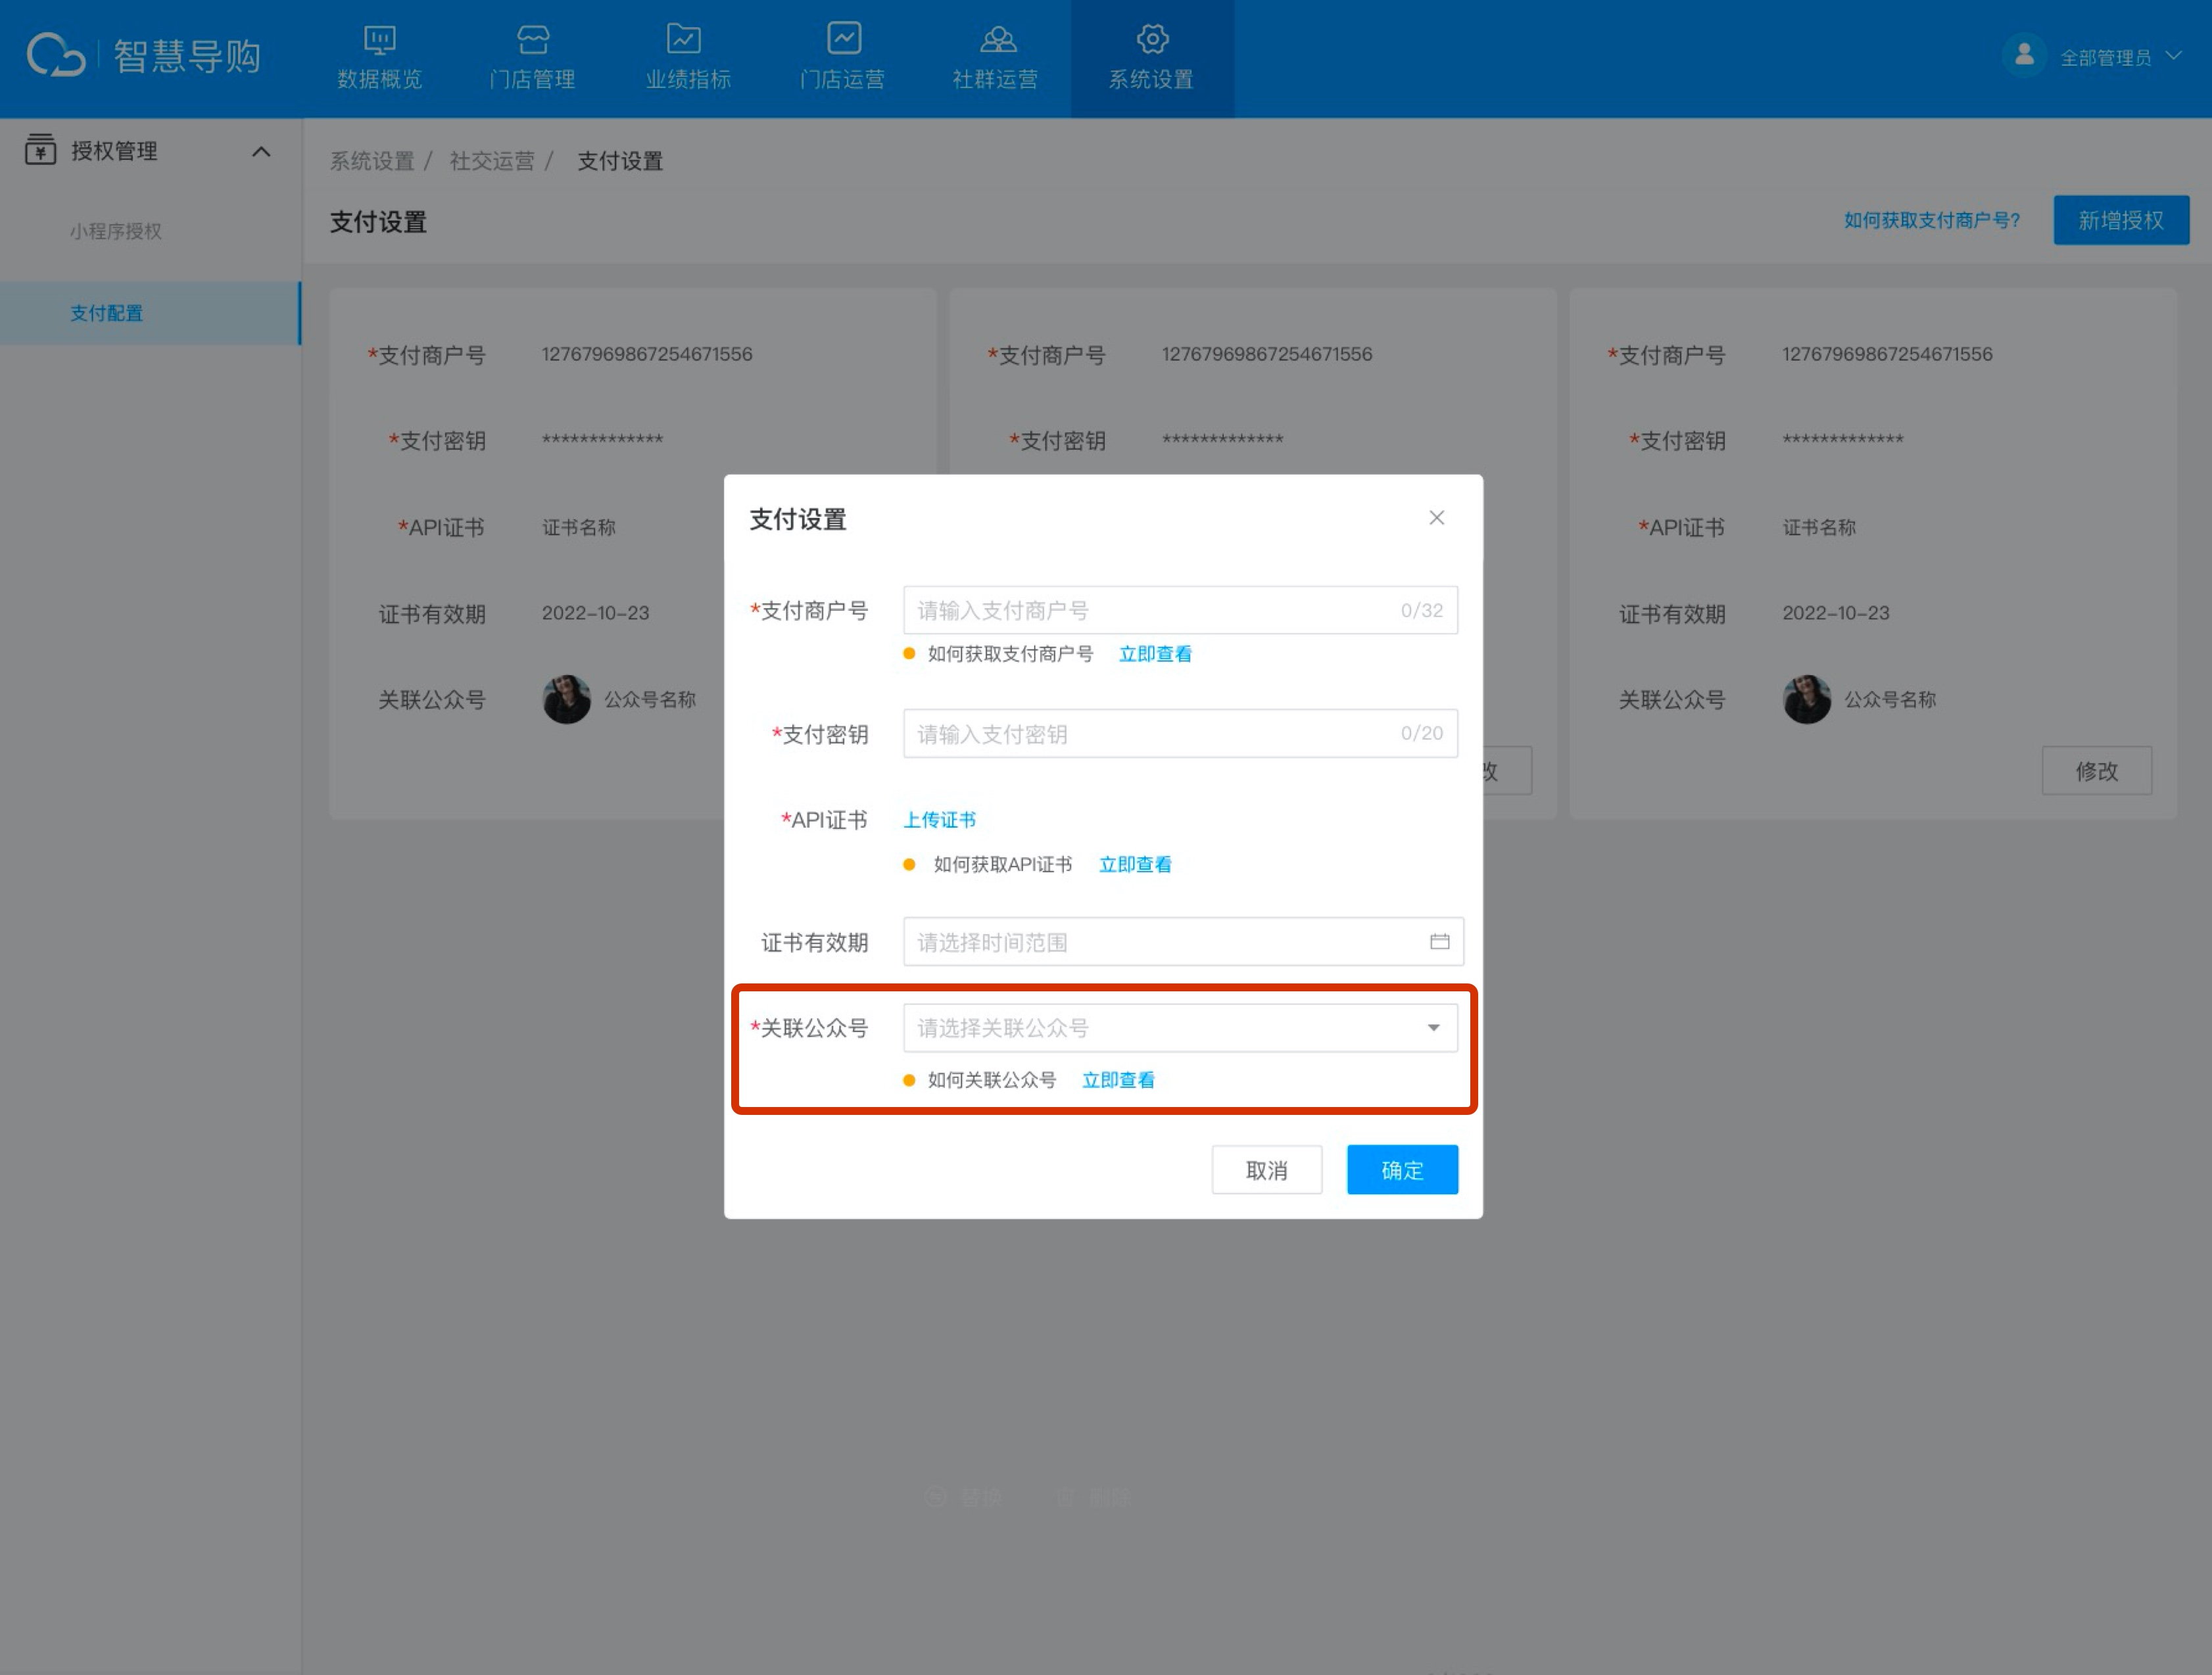 智慧导购
数据概览
门店管理
业绩指标
门店运营
社群运营
系统设置
全部管理员
授权管理
小程序授权
支付配置
系统设置 / 社交运营 / 支付设置
支付设置
如何获取支付商户号?
新增授权
*支付商户号 12767969867254671556
*支付密钥 *************
*API证书 证书名称
证书有效期 2022-10-23
关联公众号 公众号名称
*支付商户号 12767969867254671556
*支付密钥 *************
改
*支付商户号 12767969867254671556
*支付密钥 *************
*API证书 证书名称
证书有效期 2022-10-23
关联公众号 公众号名称
修改
支付设置
*支付商户号 请输入支付商户号 0/32
如何获取支付商户号 立即查看
*支付密钥 请输入支付密钥 0/20
*API证书 上传证书
如何获取API证书 立即查看
证书有效期 请选择时间范围
*关联公众号 请选择关联公众号
如何关联公众号 立即查看
取消 确定
替换 删除